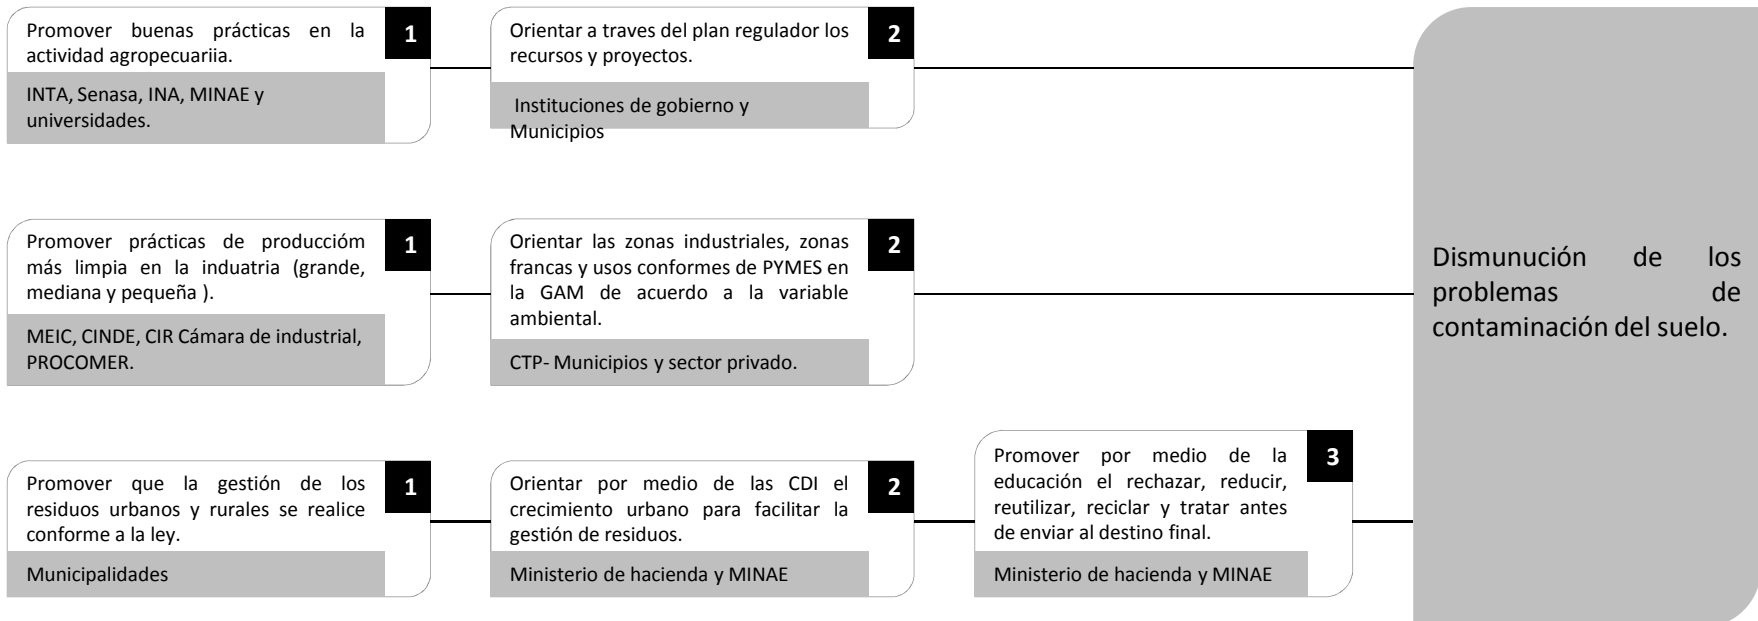 Promover buenas prácticas en la
actividad agropecuariia.
1
INTA, Senasa, INA, MINAE y
universidades.
Orientar a traves del plan regulador los
recursos y proyectos.
2
Instituciones de gobierno y
Municipios
Promover prácticas de produccióm
más limpia en la induatria (grande,
mediana y pequeña ).
1
MEIC, CINDE, CIR Cámara de industrial,
PROCOMER.
Orientar las zonas industriales, zonas
francas y usos conformes de PYMES en
la GAM de acuerdo a la variable
ambiental.
2
CTP- Municipios y sector privado.
Promover que la gestión de los
residuos urbanos y rurales se realice
conforme a la ley.
1
Municipalidades
Orientar por medio de las CDI el
crecimiento urbano para facilitar la
gestión de residuos.
2
Ministerio de hacienda y MINAE
Promover por medio de la
educación el rechazar, reducir,
reutilizar, reciclar y tratar antes
de enviar al destino final.
3
Ministerio de hacienda y MINAE
Dismunución de los
problemas de
contaminación del suelo.